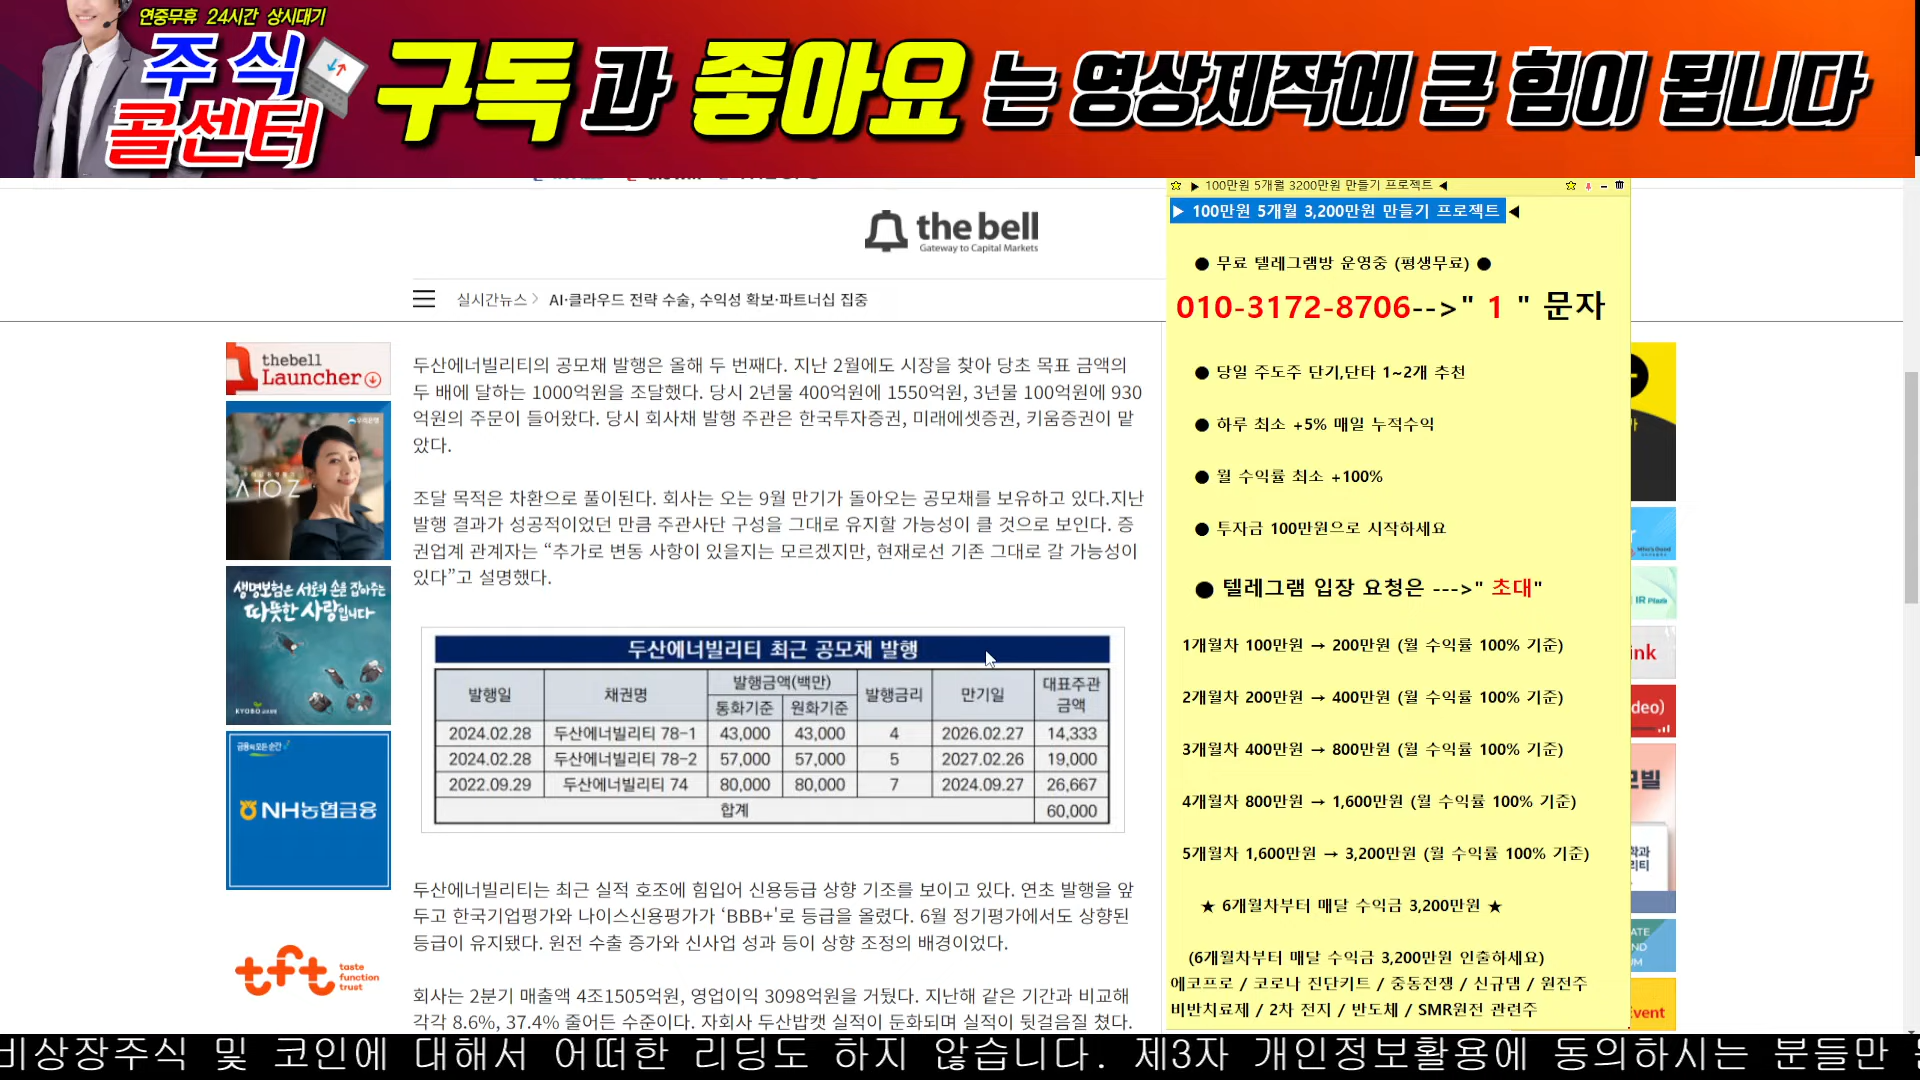 연중무휴 24시간 상시대기
주식
콜센터
구독과 좋아요는 영상제작에 큰 힘이 됩니다
the bell
Gateway to Capital Markets
실시간뉴스 > AI·클라우드 전략 수술, 수익성 확보·파트너십 집중
thebell
Launcher
A TO Z
생명보험은 서로의 손을 잡아주는
따뜻한 사랑입니다
KYOBO 교보생명
금융의 모든 순간
NH농협금융
tft taste
function
trust
두산에너빌리티의 공모채 발행은 올해 두 번째다. 지난 2월에도 시장을 찾아 당초 목표 금액의
두 배에 달하는 1000억원을 조달했다. 당시 2년물 400억원에 1550억원, 3년물 100억원에 930
억원의 주문이 들어왔다. 당시 회사채 발행 주관은 한국투자증권, 미래에셋증권, 키움증권이 맡
았다.
조달 목적은 차환으로 풀이된다. 회사는 오는 9월 만기가 돌아오는 공모채를 보유하고 있다.지난
발행 결과가 성공적이었던 만큼 주관사단 구성을 그대로 유지할 가능성이 클 것으로 보인다. 증
권업계 관계자는 “추가로 변동 사항이 있을지는 모르겠지만, 현재로선 기존 그대로 갈 가능성이
있다”고 설명했다.
두산에너빌리티 최근 공모채 발행
발행일 채권명 발행금액(백만) 발행금리 만기일 대표주관
통화기준 원화기준 금액
2024.02.28 두산에너빌리티 78-1 43,000 43,000 4 2026.02.27 14,333
2024.02.28 두산에너빌리티 78-2 57,000 57,000 5 2027.02.26 19,000
2022.09.29 두산에너빌리티 74 80,000 80,000 7 2024.09.27 26,667
합계 60,000
두산에너빌리티는 최근 실적 호조에 힘입어 신용등급 상향 기조를 보이고 있다. 연초 발행을 앞
두고 한국기업평가와 나이스신용평가가 ‘BBB+'로 등급을 올렸다. 6월 정기평가에서도 상향된
등급이 유지됐다. 원전 수출 증가와 신사업 성과 등이 상향 조정의 배경이었다.
회사는 2분기 매출액 4조1505억원, 영업이익 3098억원을 거뒀다. 지난해 같은 기간과 비교해
각각 8.6%, 37.4% 줄어든 수준이다. 자회사 두산밥캣 실적이 둔화되며 실적이 뒷걸음질 쳤다.
▶ 100만원 5개월 3200만원 만들기 프로젝트 ◀
▶ 100만원 5개월 3,200만원 만들기 프로젝트 ◀
● 무료 텔레그램방 운영중 (평생무료) ●
010-3172-8706-->" 1 " 문자
● 당일 주도주 단기,단타 1~2개 추천
● 하루 최소 +5% 매일 누적수익
● 월 수익률 최소 +100%
● 투자금 100만원으로 시작하세요
● 텔레그램 입장 요청은 --->" 초대"
1개월차 100만원 → 200만원 (월 수익률 100% 기준)
2개월차 200만원 → 400만원 (월 수익률 100% 기준)
3개월차 400만원 → 800만원 (월 수익률 100% 기준)
4개월차 800만원 → 1,600만원 (월 수익률 100% 기준)
5개월차 1,600만원 → 3,200만원 (월 수익률 100% 기준)
★ 6개월차부터 매달 수익금 3,200만원 ★
(6개월차부터 매달 수익금 3,200만원 인출하세요)
에코프로 / 코로나 진단키트 / 중동전쟁 / 신규댐 / 원전주
비반치료제 / 2차 전지 / 반도체 / SMR원전 관련주
IR Plaza
ink
deo)
모빌
학과
리티
ATE
ND
UM
Event
비상장주식 및 코인에 대해서 어떠한 리딩도 하지 않습니다. 제3자 개인정보활용에 동의하시는 분들만